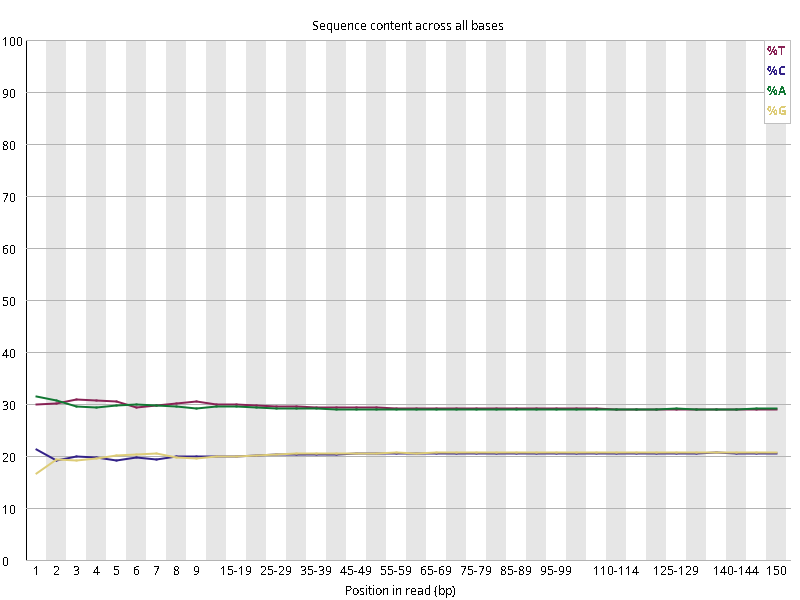 Sequence content across all bases
%T
%C
%A
%G
100
90
80
70
60
50
40
30
20
10
0
1 2 3 4 5 6 7 8 9 15-19 25-29 35-39 45-49 55-59 65-69 75-79 85-89 95-99 110-114 125-129 140-144 150
Position in read (bp)